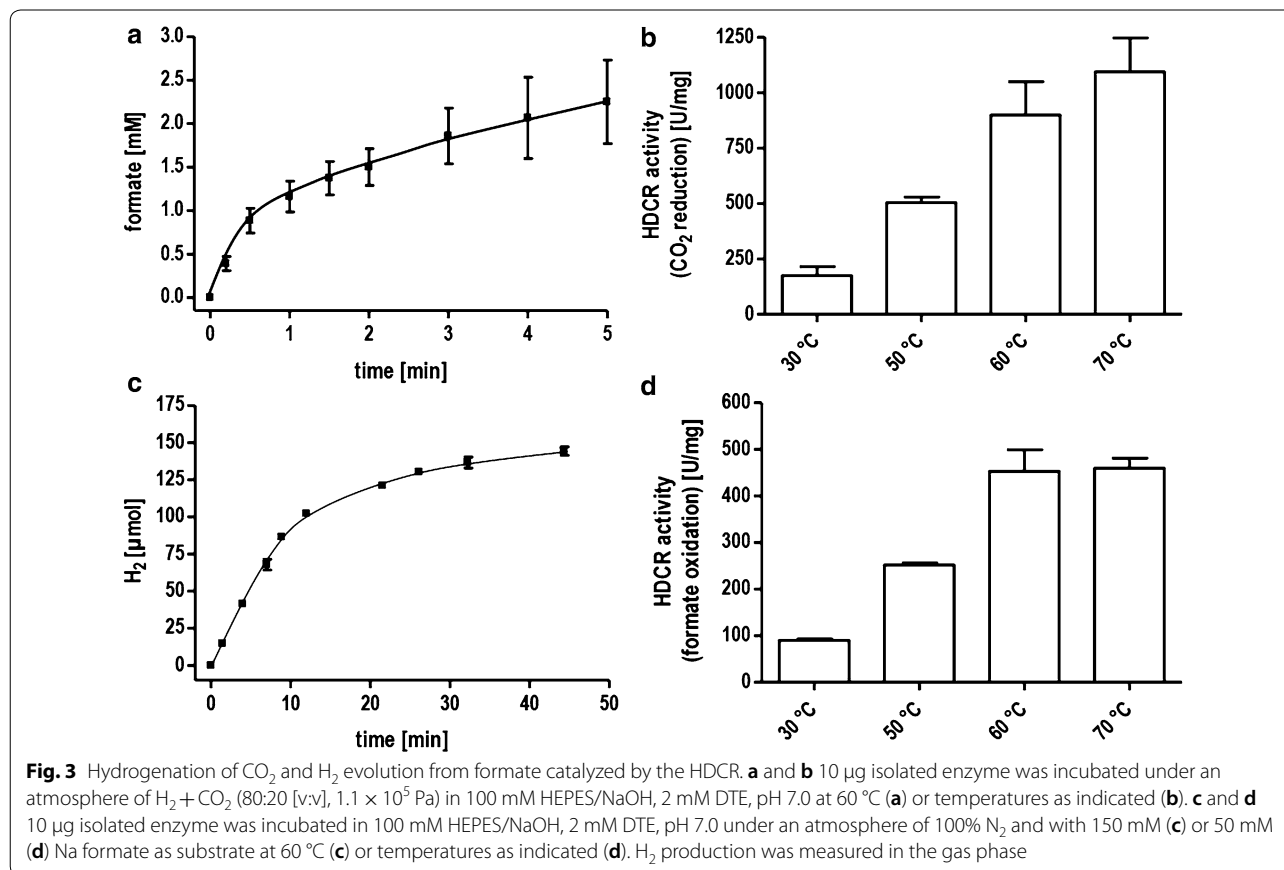 a
3.0
2.5
2.0
1.5
1.0
0.5
0.0
formate [mM]
0 1 2 3 4 5
time [min]
b
1250
1000
750
500
250
0
HDCR activity
(CO₂ reduction) [U/mg]
30 °C 50 °C 60 °C 70 °C
c
175
150
125
100
75
50
25
0
H₂ [µmol]
0 10 20 30 40 50
time [min]
d
600
500
400
300
200
100
0
HDCR activity
(formate oxidation) [U/mg]
30 °C 50 °C 60 °C 70 °C
Fig. 3 Hydrogenation of CO₂ and H₂ evolution from formate catalyzed by the HDCR. a and b 10 µg isolated enzyme was incubated under an
atmosphere of H₂ + CO₂ (80:20 [v:v], 1.1 × 10⁵ Pa) in 100 mM HEPES/NaOH, 2 mM DTE, pH 7.0 at 60 °C (a) or temperatures as indicated (b). c and d
10 µg isolated enzyme was incubated in 100 mM HEPES/NaOH, 2 mM DTE, pH 7.0 under an atmosphere of 100% N₂ and with 150 mM (c) or 50 mM
(d) Na formate as substrate at 60 °C (c) or temperatures as indicated (d). H₂ production was measured in the gas phase